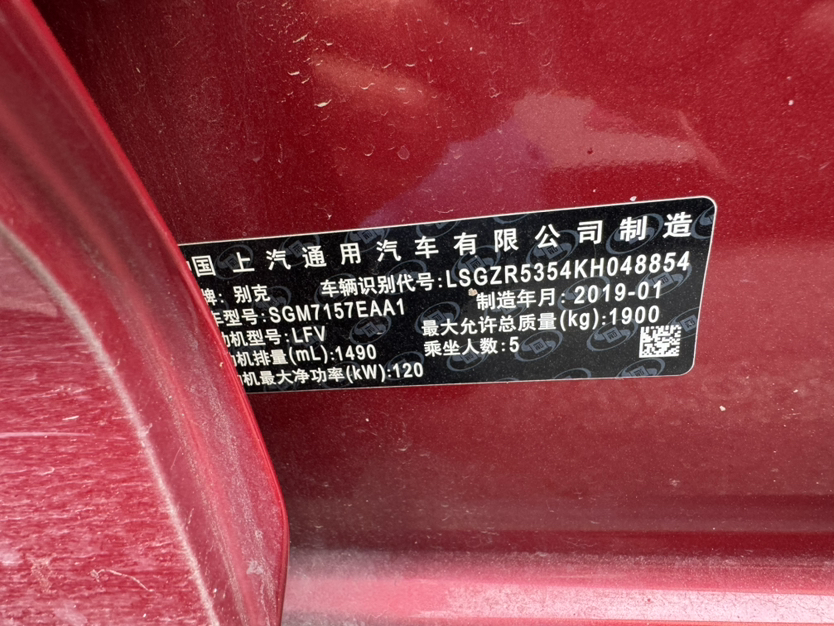 国上汽通用汽车有限公司制造
牌: 别克 车辆识别代号:LSGZR5354KH048854
车型号:SGM7157EAA1 制造年月: 2019-01
动机型号:LFV 最大允许总质量(kg):1900
动机排量(mL):1490 乘坐人数:5
动机最大净功率(kW):120